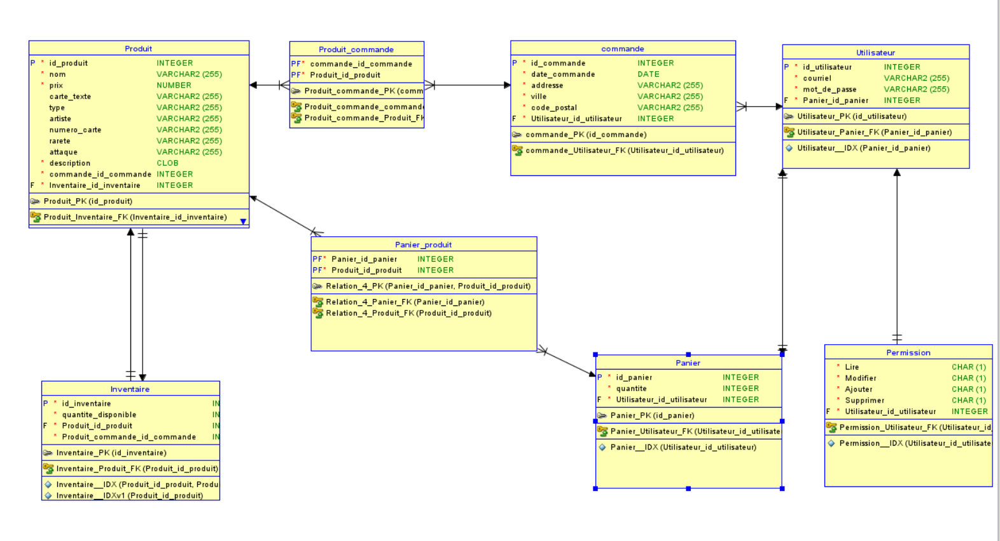 Produit
P * id_produit INTEGER
* nom VARCHAR2 (255)
* prix NUMBER
carte_texte VARCHAR2 (255)
type VARCHAR2 (255)
artiste VARCHAR2 (255)
numero_carte VARCHAR2 (255)
rarete VARCHAR2 (255)
attaque VARCHAR2 (255)
* description CLOB
* commande_id_commande INTEGER
F * Inventaire_id_inventaire INTEGER
Produit_PK (id_produit)
Produit_Inventaire_FK (Inventaire_id_inventaire)
Produit_commande
PF* commande_id_commande
PF* Produit_id_produit
Produit_commande_PK (comm
Produit_commande_commande
Produit_commande_Produit_FK
commande
P * id_commande INTEGER
* date_commande DATE
* addresse VARCHAR2 (255)
* ville VARCHAR2 (255)
* code_postal VARCHAR2 (255)
F * Utilisateur_id_utilisateur INTEGER
commande_PK (id_commande)
commande_Utilisateur_FK (Utilisateur_id_utilisateur)
Utilisateur
P * id_utilisateur INTEGER
* courriel VARCHAR2 (255)
* mot_de_passe VARCHAR2 (255)
F * Panier_id_panier INTEGER
Utilisateur_PK (id_utilisateur)
Utilisateur_Panier_FK (Panier_id_panier)
Utilisateur__IDX (Panier_id_panier)
Panier_produit
PF* Panier_id_panier INTEGER
PF* Produit_id_produit INTEGER
Relation_4_PK (Panier_id_panier, Produit_id_produit)
Relation_4_Panier_FK (Panier_id_panier)
Relation_4_Produit_FK (Produit_id_produit)
Inventaire
P * id_inventaire IN
* quantite_disponible IN
F * Produit_id_produit IN
* Produit_commande_id_commande IN
Inventaire_PK (id_inventaire)
Inventaire_Produit_FK (Produit_id_produit)
Inventaire__IDX (Produit_id_produit, Produ
Inventaire__IDXv1 (Produit_id_produit)
Panier
P * id_panier INTEGER
* quantite INTEGER
F * Utilisateur_id_utilisateur INTEGER
Panier_PK (id_panier)
Panier_Utilisateur_FK (Utilisateur_id_utilisate
Panier__IDX (Utilisateur_id_utilisateur)
Permission
* Lire CHAR (1)
* Modifier CHAR (1)
* Ajouter CHAR (1)
* Supprimer CHAR (1)
F * Utilisateur_id_utilisateur INTEGER
Permission_Utilisateur_FK (Utilisateur_id
Permission__IDX (Utilisateur_id_utilisate